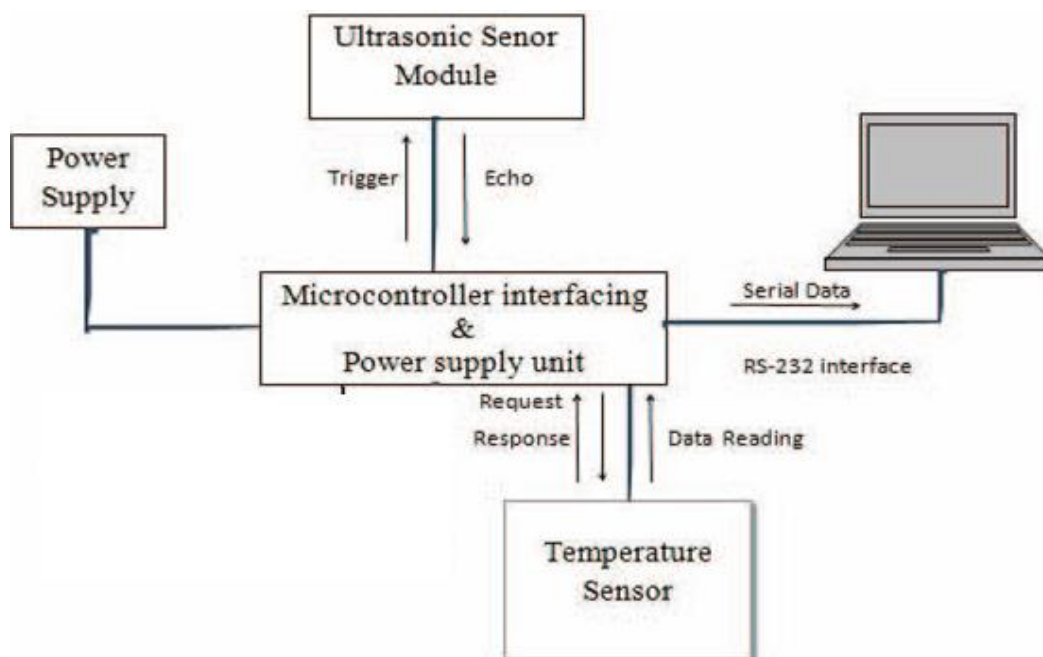 Ultrasonic Senor
Module
Power
Supply
Trigger
Echo
Microcontroller interfacing
&
Power supply unit
Serial Data
RS-232 interface
Request
Response
Data Reading
Temperature
Sensor